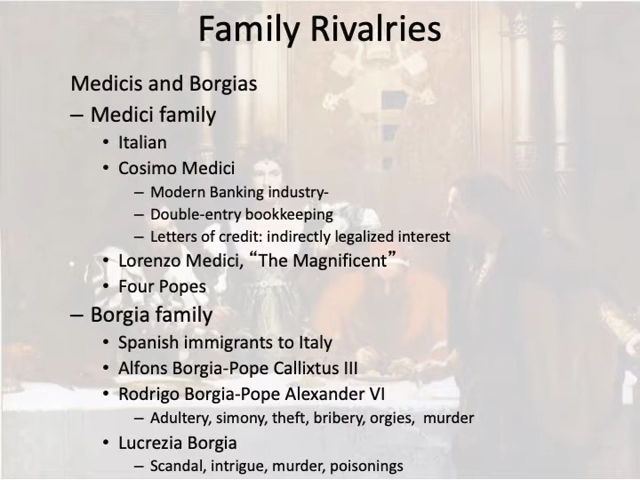 Family Rivalries
Medicis and Borgias
– Medici family
• Italian
• Cosimo Medici
– Modern Banking industry-
– Double-entry bookkeeping
– Letters of credit: indirectly legalized interest
• Lorenzo Medici, “The Magnificent”
• Four Popes
– Borgia family
• Spanish immigrants to Italy
• Alfons Borgia-Pope Callixtus III
• Rodrigo Borgia-Pope Alexander VI
– Adultery, simony, theft, bribery, orgies,  murder
• Lucrezia Borgia
– Scandal, intrigue, murder, poisonings